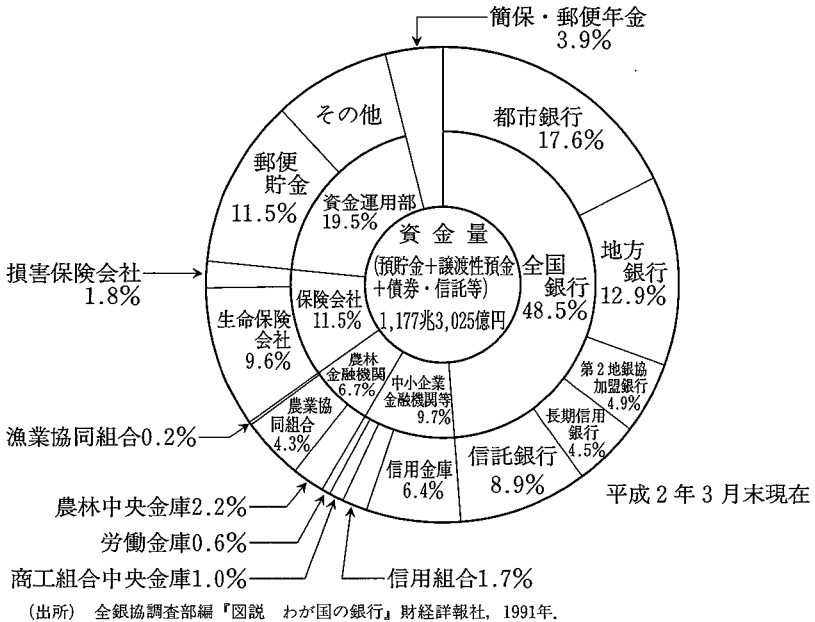 簡保・郵便年金
3.9%
都市銀行
17.6%
地方
銀行
12.9%
第2地銀協
加盟銀行
4.9%
長期信用
銀行
4.5%
信託銀行
8.9%
全国
銀行
48.5%
資金量
(預貯金+譲渡性預金
+債券・信託等)
1,177兆3,025億円
その他
郵便
貯金
11.5%
資金運用部
19.5%
損害保険会社
1.8%
生命保険
会社
9.6%
保険会社
11.5%
農林
金融機関
6.7%
中小企業
金融機関等
9.7%
農業協
同組合
4.3%
漁業協同組合0.2%
信用金庫
6.4%
農林中央金庫2.2%
労働金庫0.6%
商工組合中央金庫1.0%
信用組合1.7%
平成2年3月末現在
(出所) 全銀協調査部編『図説 わが国の銀行』財経詳報社,1991年.